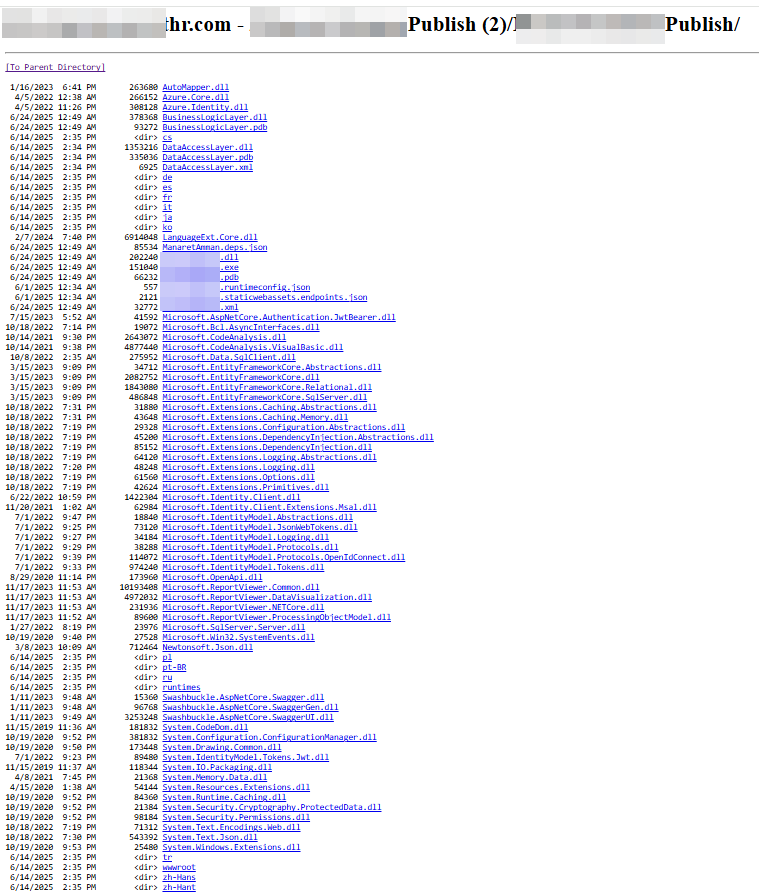 thr.com - Publish (2)/ Publish/
[To Parent Directory]
1/16/2023 6:41 PM 263680 AutoMapper.dll
4/5/2022 12:38 AM 266152 Azure.Core.dll
4/5/2022 11:26 PM 308128 Azure.Identity.dll
6/24/2025 12:49 AM 378368 BusinessLogicLayer.dll
6/24/2025 12:49 AM 93272 BusinessLogicLayer.pdb
6/14/2025 2:35 PM <dir> cs
6/14/2025 2:34 PM 1353216 DataAccessLayer.dll
6/14/2025 2:34 PM 335036 DataAccessLayer.pdb
6/14/2025 2:34 PM 6925 DataAccessLayer.xml
6/14/2025 2:35 PM <dir> de
6/14/2025 2:35 PM <dir> es
6/14/2025 2:35 PM <dir> fr
6/14/2025 2:35 PM <dir> it
6/14/2025 2:35 PM <dir> ja
6/14/2025 2:35 PM <dir> ko
2/7/2024 7:40 PM 6914048 LanguageExt.Core.dll
6/24/2025 12:49 AM 85534 ManaretAmman.deps.json
6/24/2025 12:49 AM 202240 .dll
6/24/2025 12:49 AM 151040 .exe
6/24/2025 12:49 AM 66232 .pdb
6/1/2025 12:34 AM 557 .runtimeconfig.json
6/1/2025 12:34 AM 2121 .staticwebassets.endpoints.json
6/24/2025 12:49 AM 32772 .xml
7/15/2023 5:52 AM 41592 Microsoft.AspNetCore.Authentication.JwtBearer.dll
10/18/2022 7:14 PM 19072 Microsoft.Bcl.AsyncInterfaces.dll
10/14/2021 9:30 PM 2643072 Microsoft.CodeAnalysis.dll
10/14/2021 9:38 PM 4877440 Microsoft.CodeAnalysis.VisualBasic.dll
10/8/2022 2:35 AM 275952 Microsoft.Data.SqlClient.dll
3/15/2023 9:09 PM 34712 Microsoft.EntityFrameworkCore.Abstractions.dll
3/15/2023 9:09 PM 2082752 Microsoft.EntityFrameworkCore.dll
3/15/2023 9:09 PM 1843080 Microsoft.EntityFrameworkCore.Relational.dll
3/15/2023 9:09 PM 486848 Microsoft.EntityFrameworkCore.SqlServer.dll
10/18/2022 7:31 PM 31880 Microsoft.Extensions.Caching.Abstractions.dll
10/18/2022 7:31 PM 43648 Microsoft.Extensions.Caching.Memory.dll
10/18/2022 7:19 PM 29328 Microsoft.Extensions.Configuration.Abstractions.dll
10/18/2022 7:19 PM 45200 Microsoft.Extensions.DependencyInjection.Abstractions.dll
10/18/2022 7:19 PM 85152 Microsoft.Extensions.DependencyInjection.dll
10/18/2022 7:19 PM 64120 Microsoft.Extensions.Logging.Abstractions.dll
10/18/2022 7:20 PM 48248 Microsoft.Extensions.Logging.dll
10/18/2022 7:19 PM 61560 Microsoft.Extensions.Options.dll
10/18/2022 7:19 PM 42624 Microsoft.Extensions.Primitives.dll
6/22/2022 10:59 PM 1422304 Microsoft.Identity.Client.dll
11/20/2021 1:02 AM 62984 Microsoft.Identity.Client.Extensions.Msal.dll
7/1/2022 9:47 PM 18840 Microsoft.IdentityModel.Abstractions.dll
7/1/2022 9:25 PM 73120 Microsoft.IdentityModel.JsonWebTokens.dll
7/1/2022 9:27 PM 34184 Microsoft.IdentityModel.Logging.dll
7/1/2022 9:29 PM 38288 Microsoft.IdentityModel.Protocols.dll
7/1/2022 9:39 PM 114072 Microsoft.IdentityModel.Protocols.OpenIdConnect.dll
7/1/2022 9:33 PM 974240 Microsoft.IdentityModel.Tokens.dll
8/29/2020 11:14 PM 173960 Microsoft.OpenApi.dll
11/17/2023 11:53 AM 10193408 Microsoft.ReportViewer.Common.dll
11/17/2023 11:53 AM 4972032 Microsoft.ReportViewer.DataVisualization.dll
11/17/2023 11:53 AM 231936 Microsoft.ReportViewer.NETCore.dll
11/17/2023 11:52 AM 89600 Microsoft.ReportViewer.ProcessingObjectModel.dll
1/27/2022 8:19 PM 23976 Microsoft.SqlServer.Server.dll
10/19/2020 9:40 PM 27528 Microsoft.Win32.SystemEvents.dll
3/8/2023 10:09 AM 712464 Newtonsoft.Json.dll
6/14/2025 2:35 PM <dir> pl
6/14/2025 2:35 PM <dir> pt-BR
6/14/2025 2:35 PM <dir> ru
6/14/2025 2:35 PM <dir> runtimes
1/11/2023 9:48 AM 15360 Swashbuckle.AspNetCore.Swagger.dll
1/11/2023 9:48 AM 96768 Swashbuckle.AspNetCore.SwaggerGen.dll
1/11/2023 9:49 AM 3253248 Swashbuckle.AspNetCore.SwaggerUI.dll
11/15/2019 11:36 AM 181832 System.CodeDom.dll
10/19/2020 9:52 PM 381832 System.Configuration.ConfigurationManager.dll
10/19/2020 9:50 PM 173448 System.Drawing.Common.dll
7/1/2022 9:23 PM 89480 System.IdentityModel.Tokens.Jwt.dll
11/15/2019 11:37 AM 118344 System.IO.Packaging.dll
4/8/2021 7:45 PM 21368 System.Memory.Data.dll
4/15/2020 1:38 AM 54144 System.Resources.Extensions.dll
10/19/2020 9:52 PM 84360 System.Runtime.Caching.dll
10/19/2020 9:52 PM 21384 System.Security.Cryptography.ProtectedData.dll
10/19/2020 9:52 PM 98184 System.Security.Permissions.dll
10/18/2022 7:19 PM 71312 System.Text.Encodings.Web.dll
10/18/2022 7:30 PM 543392 System.Text.Json.dll
10/19/2020 9:53 PM 25480 System.Windows.Extensions.dll
6/14/2025 2:35 PM <dir> tr
6/14/2025 2:35 PM <dir> wwwroot
6/14/2025 2:35 PM <dir> zh-Hans
6/14/2025 2:35 PM <dir> zh-Hant